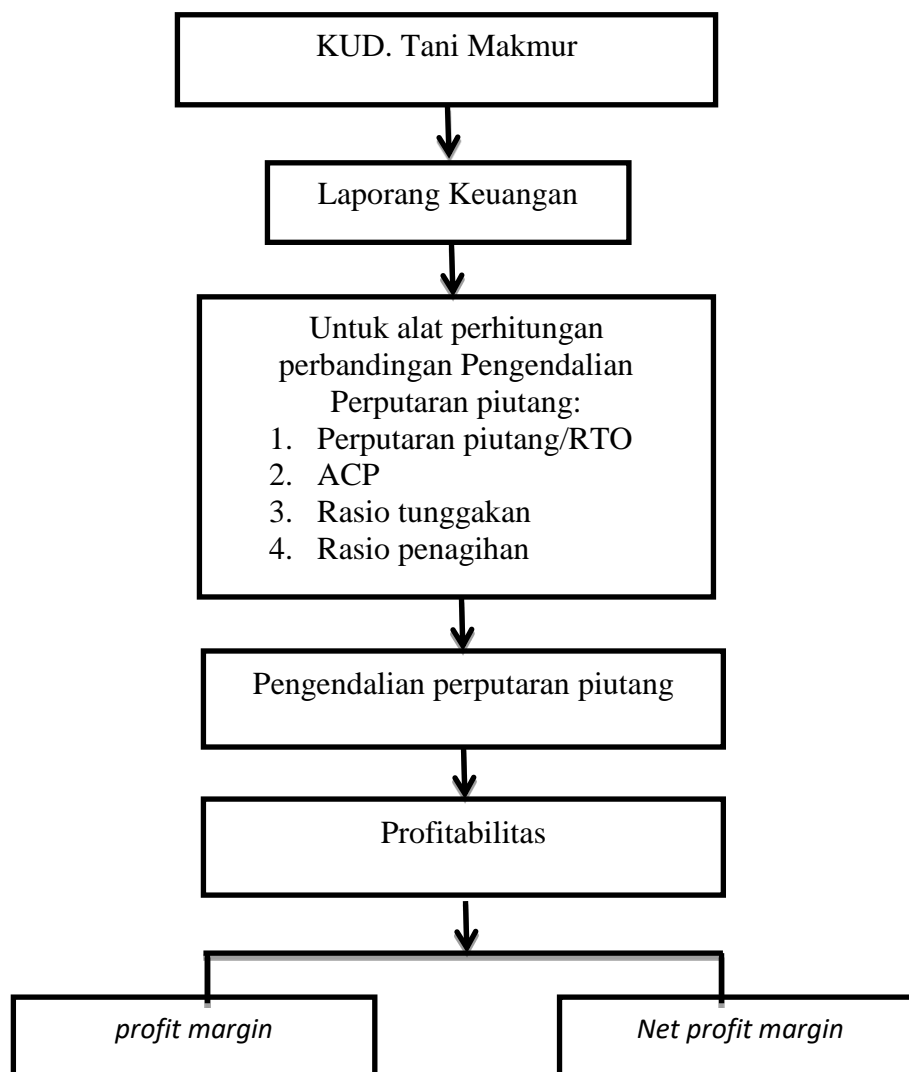 KUD. Tani Makmur
Laporang Keuangan
Untuk alat perhitungan
perbandingan Pengendalian
Perputaran piutang:
1. Perputaran piutang/RTO
2. ACP
3. Rasio tunggakan
4. Rasio penagihan
Pengendalian perputaran piutang
Profitabilitas
profit margin
Net profit margin